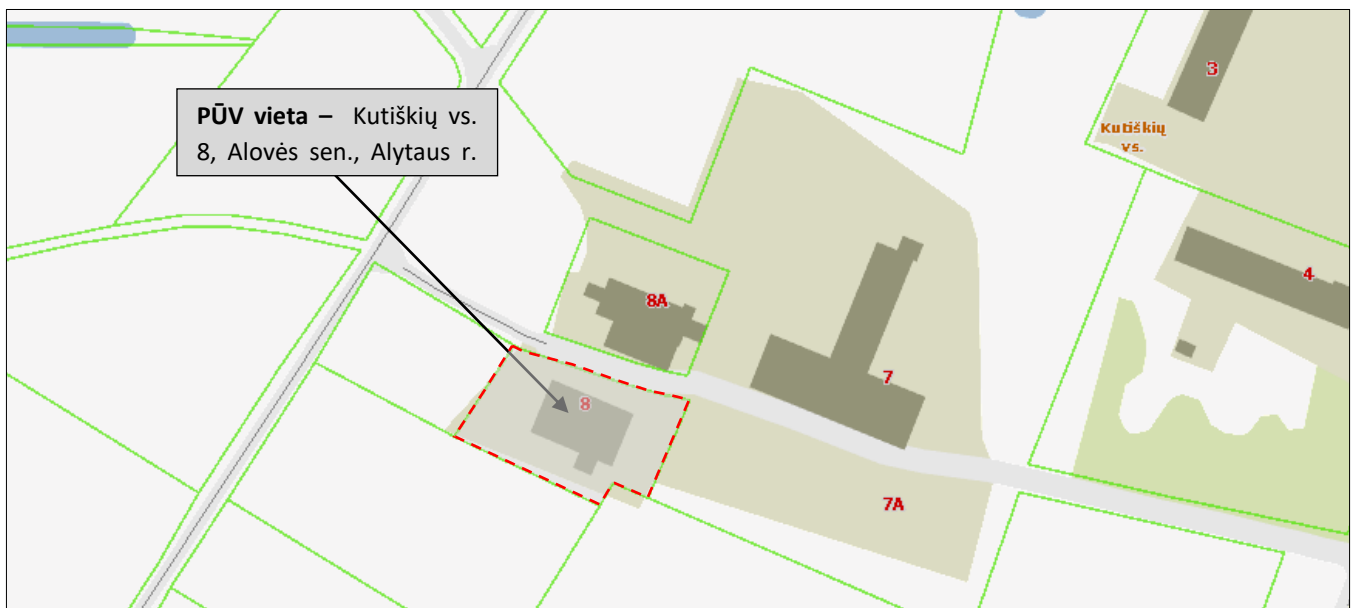 3
Kutiškių
vs.
PŪV vieta – Kutiškių vs.
8, Alovės sen., Alytaus r.
4
8A
7
8
7A